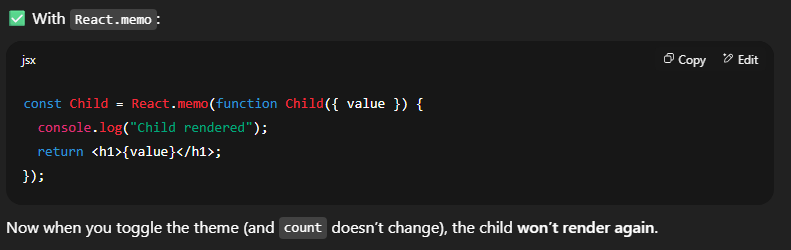 ✅ With React.memo:
jsx
Copy Edit
const Child = React.memo(function Child({ value }) {
  console.log("Child rendered");
  return <h1>{value}</h1>;
});
Now when you toggle the theme (and count doesn’t change), the child won’t render again.